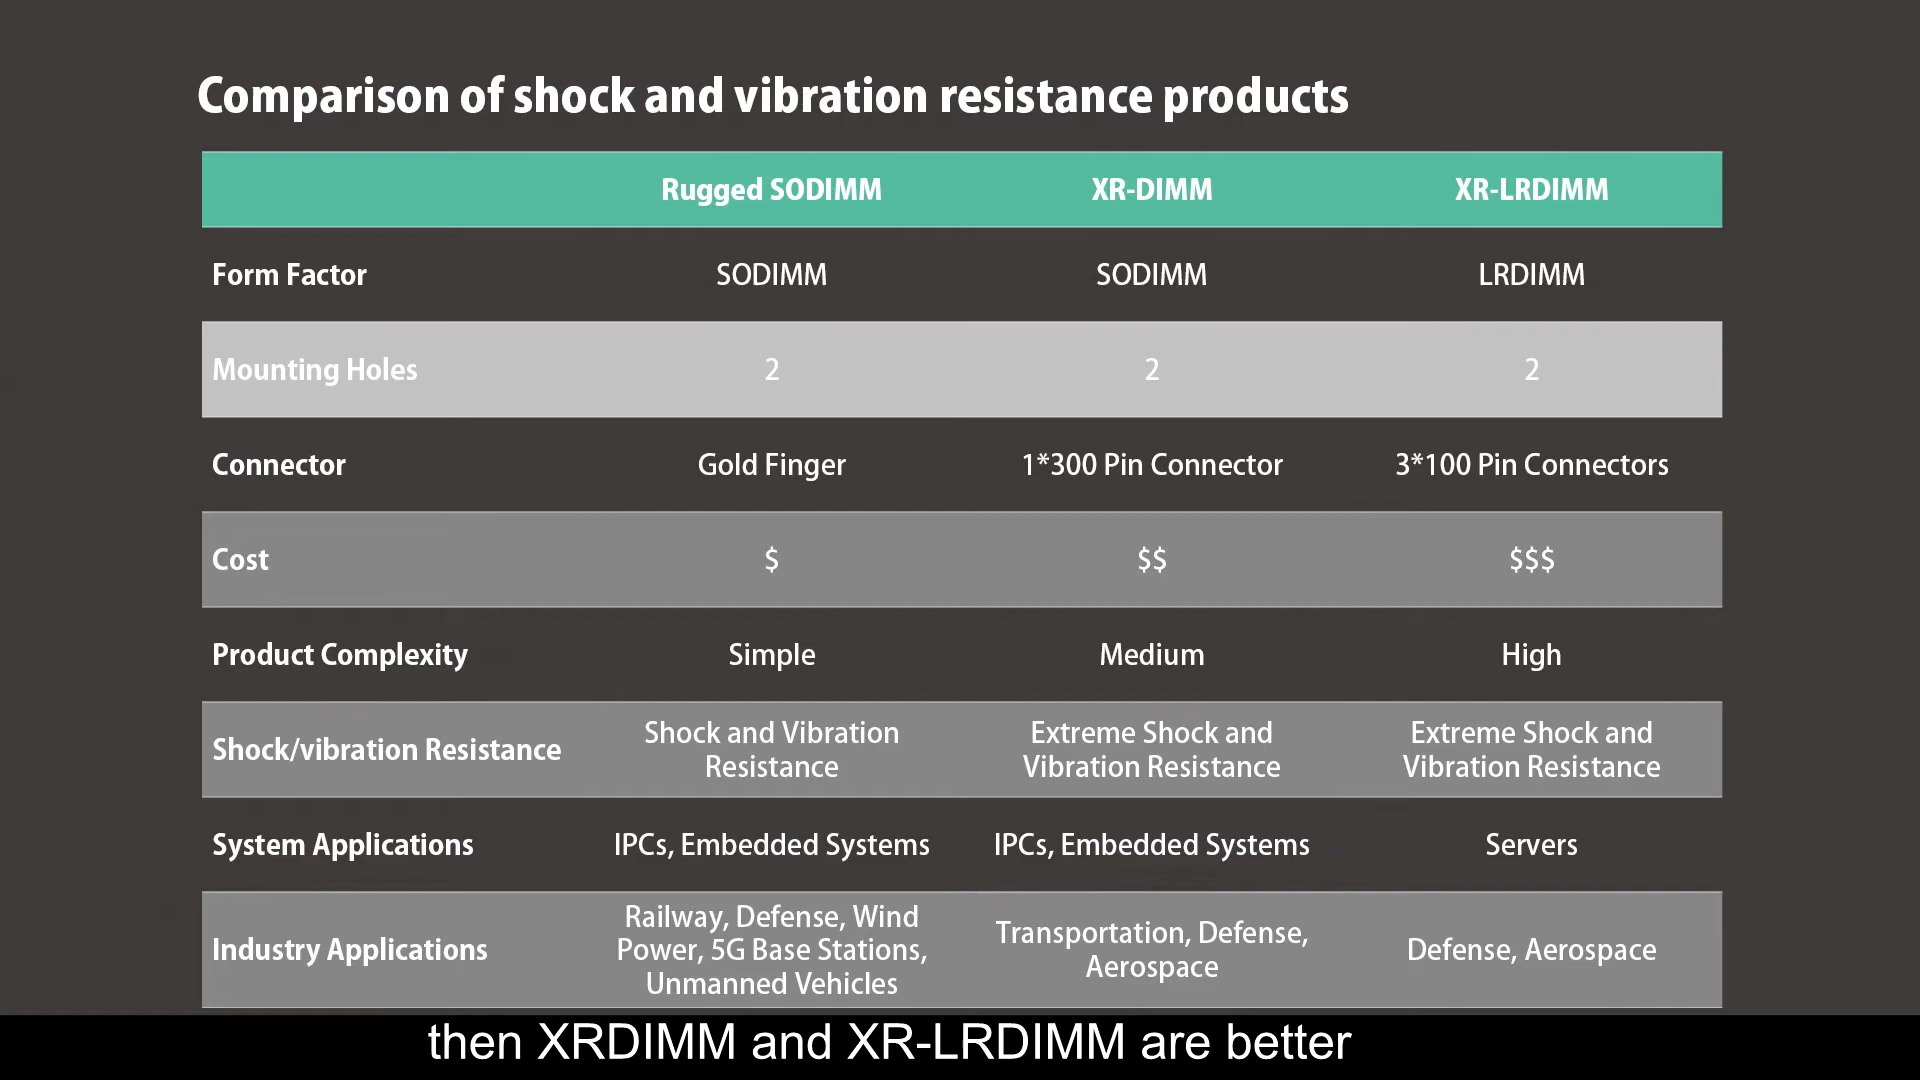 Comparison of shock and vibration resistance products
Rugged SODIMM XR-DIMM XR-LRDIMM
Form Factor SODIMM SODIMM LRDIMM
Mounting Holes 2 2 2
Connector Gold Finger 1*300 Pin Connector 3*100 Pin Connectors
Cost $ $$ $$$
Product Complexity Simple Medium High
Shock/vibration Resistance
Shock and Vibration
Resistance
Extreme Shock and
Vibration Resistance
Extreme Shock and
Vibration Resistance
System Applications IPCs, Embedded Systems IPCs, Embedded Systems Servers
Industry Applications
Railway, Defense, Wind
Power, 5G Base Stations,
Unmanned Vehicles
Transportation, Defense,
Aerospace
Defense, Aerospace
then XRDIMM and XR-LRDIMM are better